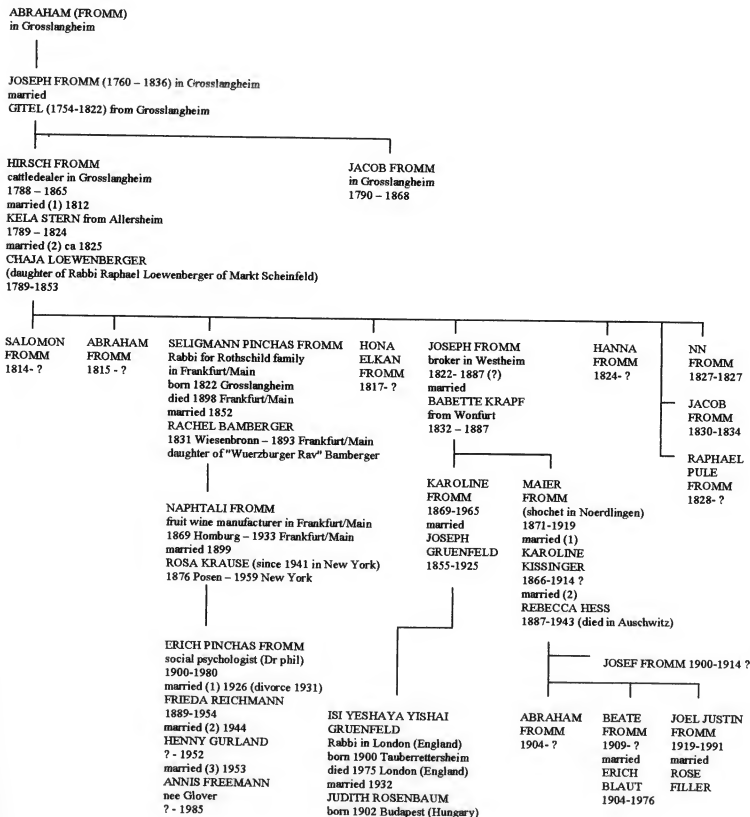 ABRAHAM (FROMM)
in Grosslangheim
JOSEPH FROMM (1760 – 1836) in Grosslangheim
married
GITEL (1754-1822) from Grosslangheim
HIRSCH FROMM
cattledealer in Grosslangheim
1788 – 1865
married (1) 1812
KELA STERN from Allersheim
1789 – 1824
married (2) ca 1825
CHAJA LOEWENBERGER
(daughter of Rabbi Raphael Loewenberger of Markt Scheinfeld)
1789-1853
JACOB FROMM
in Grosslangheim
1790 – 1868
SALOMON
FROMM
1814- ?
ABRAHAM
FROMM
1815 - ?
SELIGMANN PINCHAS FROMM
Rabbi for Rothschild family
in Frankfurt/Main
born 1822 Grosslangheim
died 1898 Frankfurt/Main
married 1852
RACHEL BAMBERGER
1831 Wiesenbronn – 1893 Frankfurt/Main
daughter of "Wuerzburger Rav" Bamberger
HONA
ELKAN
FROMM
1817- ?
JOSEPH FROMM
broker in Westheim
1822- 1887 (?)
married
BABETTE KRAPF
from Wonfurt
1832 – 1887
HANNA
FROMM
1824- ?
NN
FROMM
1827-1827
JACOB
FROMM
1830-1834
RAPHAEL
PULE
FROMM
1828- ?
NAPHTALI FROMM
fruit wine manufacturer in Frankfurt/Main
1869 Homburg – 1933 Frankfurt/Main
married 1899
ROSA KRAUSE (since 1941 in New York)
1876 Posen – 1959 New York
KAROLINE
FROMM
1869-1965
married
JOSEPH
GRUENFELD
1855-1925
MAIER
FROMM
(shochet in Noerdlingen)
1871-1919
married (1)
KAROLINE
KISSINGER
1866-1914 ?
married (2)
REBECCA HESS
1887-1943 (died in Auschwitz)
ERICH PINCHAS FROMM
social psychologist (Dr phil)
1900-1980
married (1) 1926 (divorce 1931)
FRIEDA REICHMANN
1889-1954
married (2) 1944
HENNY GURLAND
? - 1952
married (3) 1953
ANNIS FREEMANN
nee Glover
? - 1985
ISI YESHAYA YISHAI
GRUENFELD
Rabbi in London (England)
born 1900 Tauberrettersheim
died 1975 London (England)
married 1932
JUDITH ROSENBAUM
born 1902 Budapest (Hungary)
JOSEF FROMM 1900-1914 ?
ABRAHAM
FROMM
1904- ?
BEATE
FROMM
1909- ?
married
ERICH
BLAUT
1904-1976
JOEL JUSTIN
FROMM
1919-1991
married
ROSE
FILLER